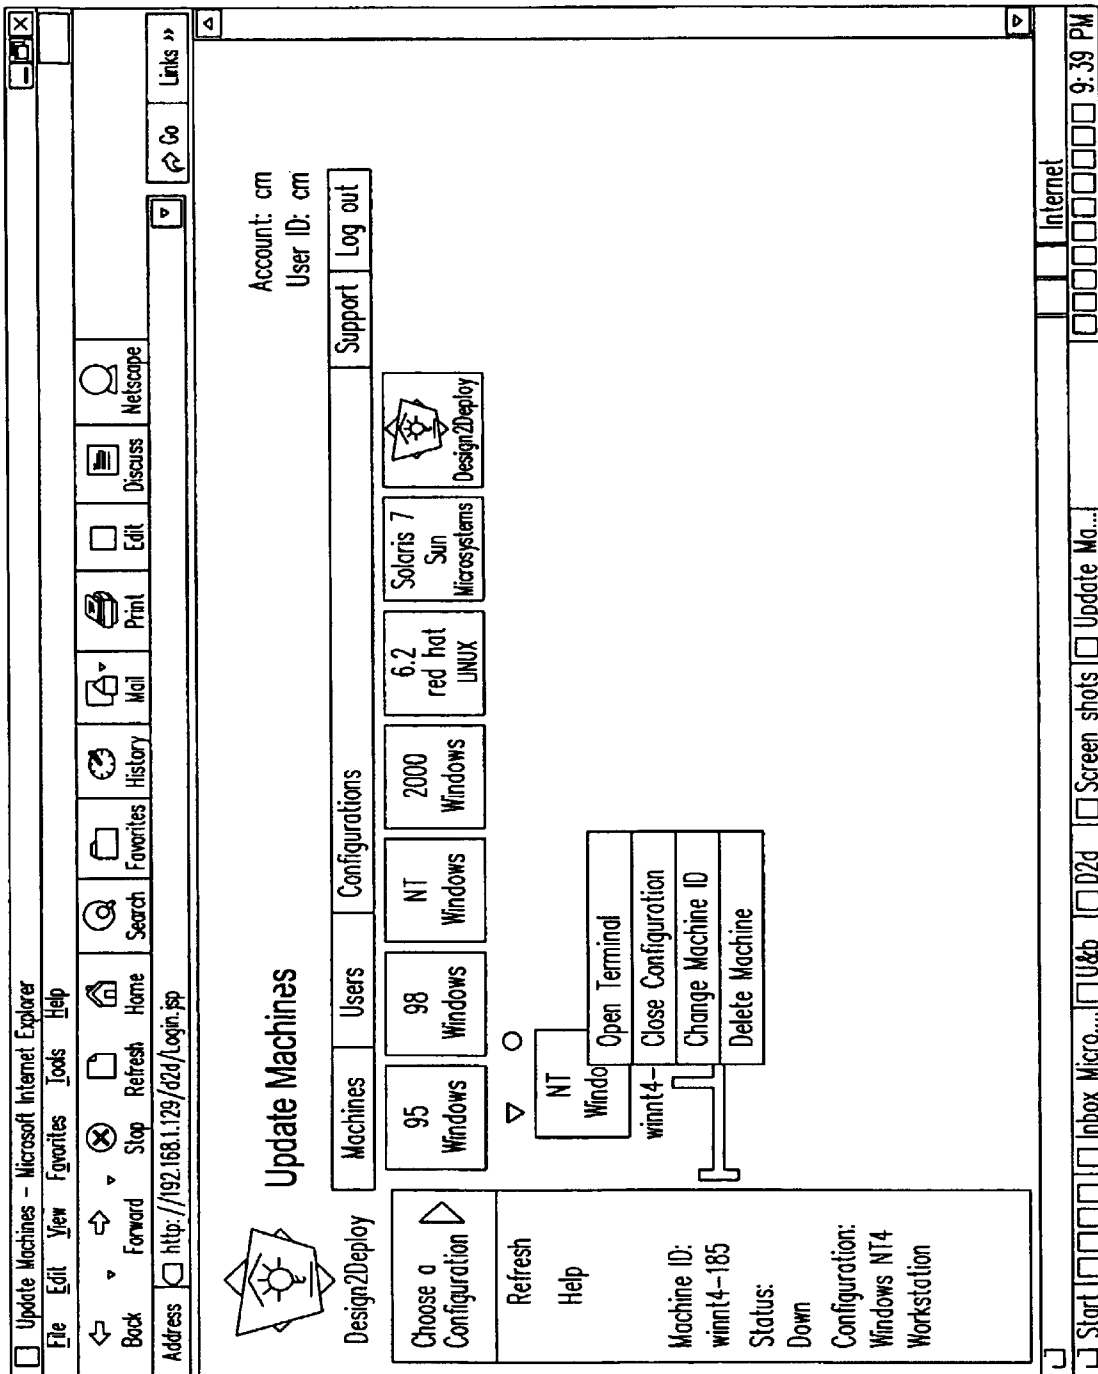 Update Machines – Microsoft Internet Explorer
File Edit View Favorites Tools Help
Back Forward Stop Refresh Home Search Favorites History Mail Print Edit Discuss Netscape
Address http://192.168.1.129/d2d/Login.jsp Go Links »
Design2Deploy
Update Machines
Account: cm
User ID: cm
Machines Users Configurations Support Log out
Choose a
Configuration
95
Windows
98
Windows
NT
Windows
2000
Windows
6.2
red hat
LINUX
Solaris 7
Sun
Microsystems
Design2Deploy
Refresh
Help
NT
Windo
winnt4-
Open Terminal
Close Configuration
Change Machine ID
Delete Machine
Machine ID:
winnt4-185
Status:
Down
Configuration:
Windows NT4
Workstation
Internet
Start Inbox Micro... U&b D2d Screen shots Update Ma... 9:39 PM